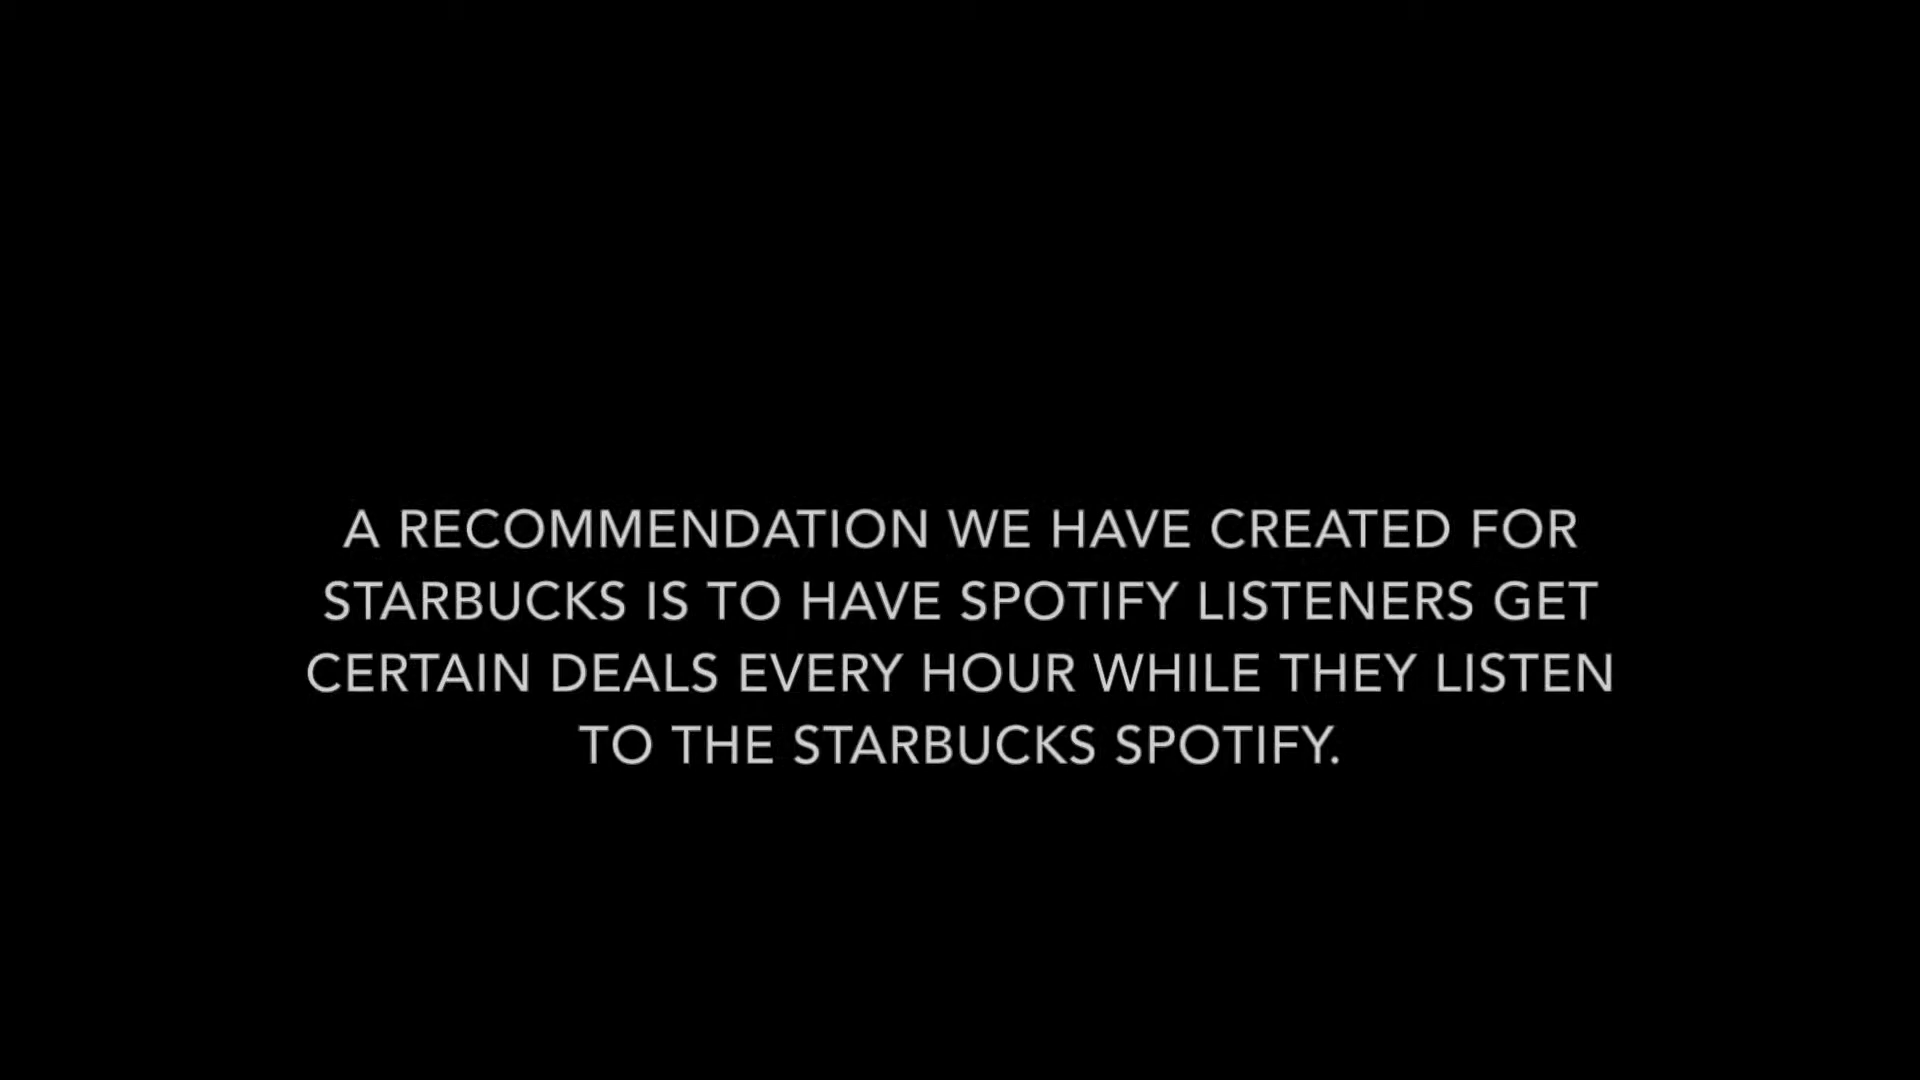 A RECOMMENDATION WE HAVE CREATED FOR
STARBUCKS IS TO HAVE SPOTIFY LISTENERS GET
CERTAIN DEALS EVERY HOUR WHILE THEY LISTEN
TO THE STARBUCKS SPOTIFY.